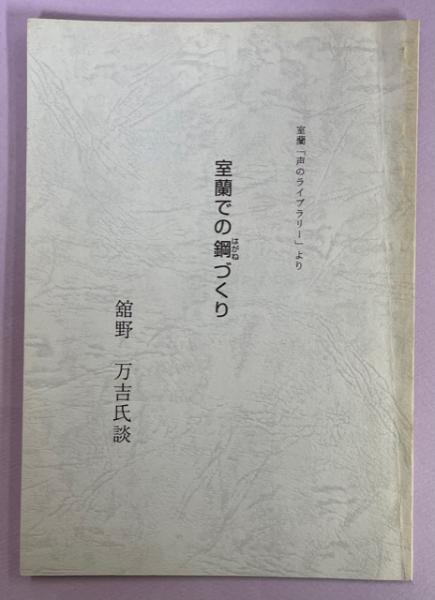 室蘭「声のライブラリー」より
室蘭での鋼づくり
はがね
舘野 万吉氏談